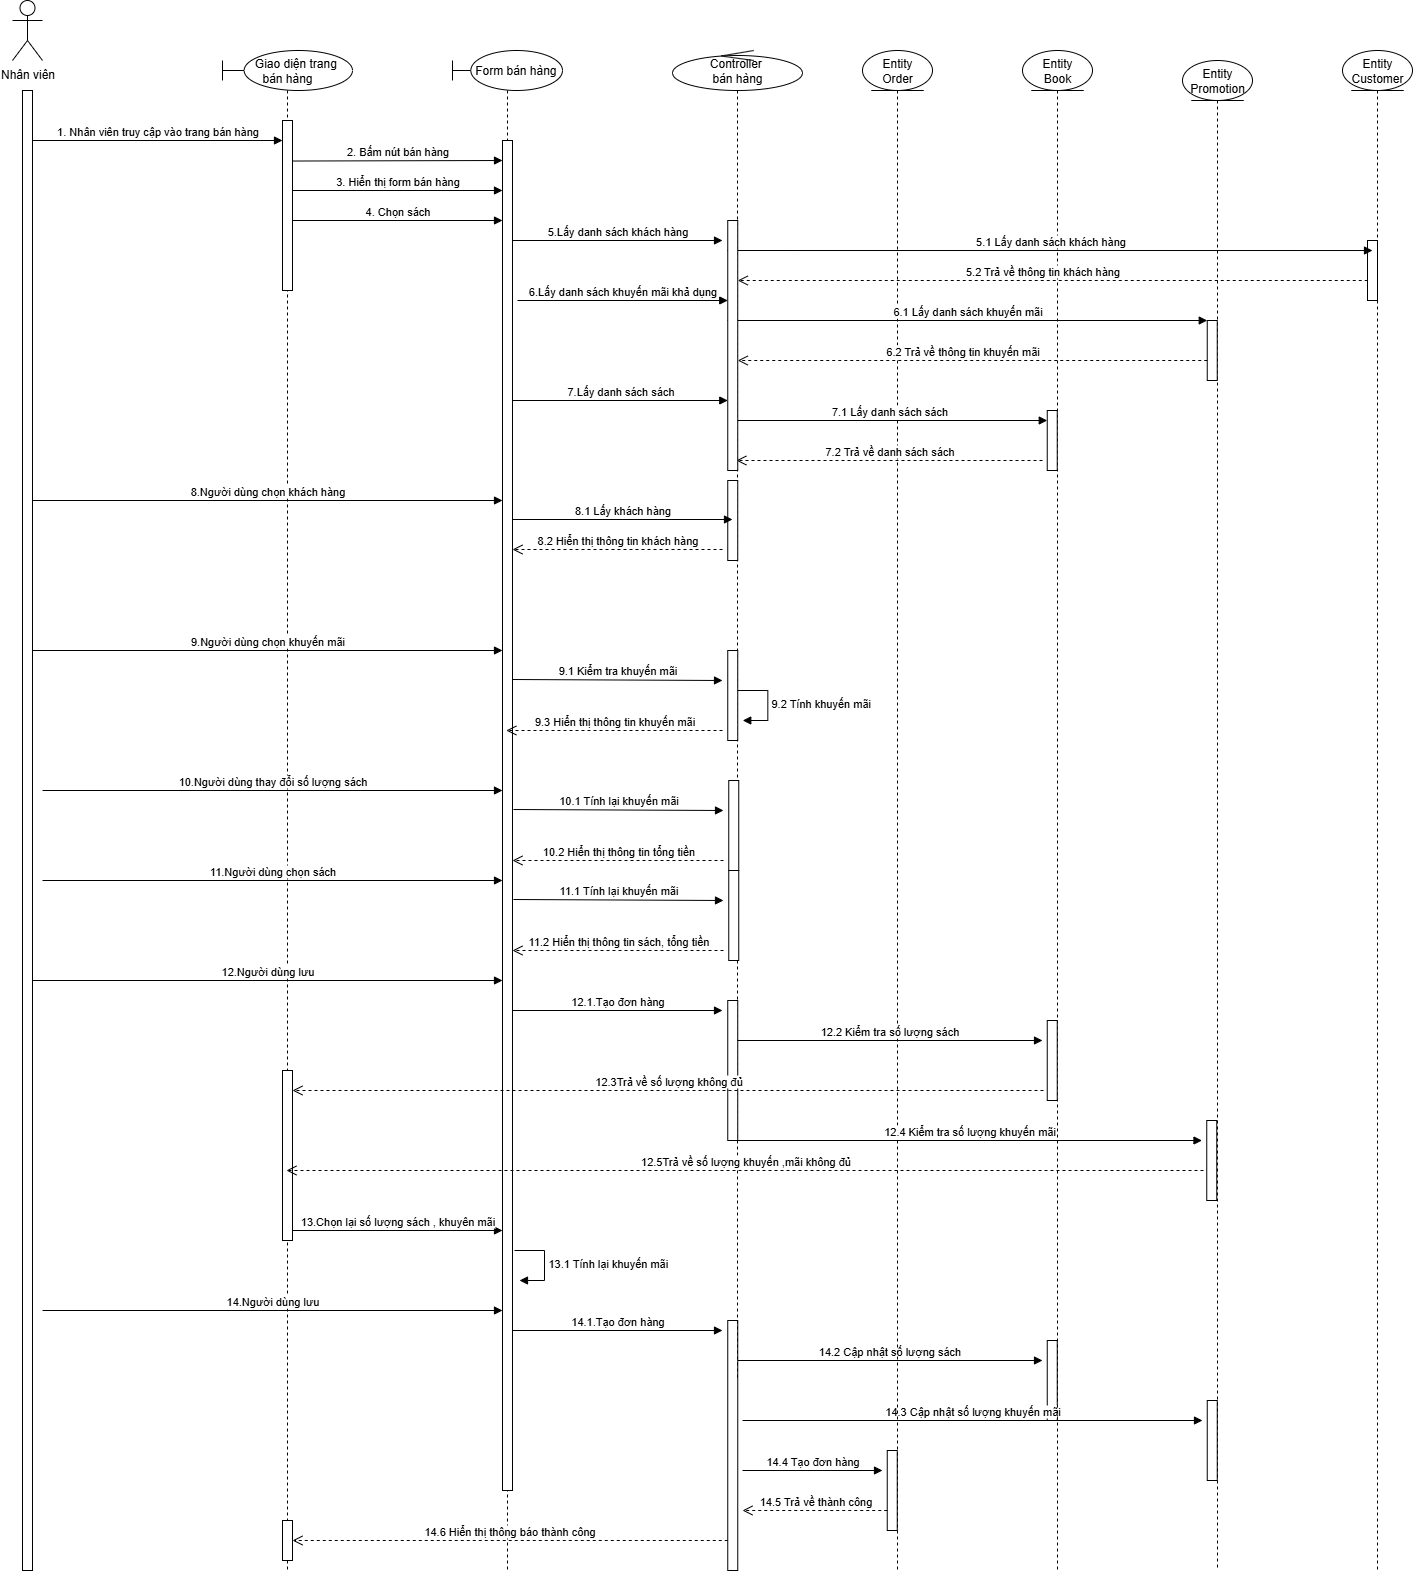 Nhân viên
Giao diện trang
bán hàng
Form bán hàng
Controller
bán hàng
Entity
Order
Entity
Book
Entity
Promotion
Entity
Customer
1. Nhân viên truy cập vào trang bán hàng
2. Bấm nút bán hàng
3. Hiển thị form bán hàng
4. Chọn sách
5.Lấy danh sách khách hàng
5.1 Lấy danh sách khách hàng
5.2 Trả về thông tin khách hàng
6.Lấy danh sách khuyến mãi khả dụng
6.1 Lấy danh sách khuyến mãi
6.2 Trả về thông tin khuyến mãi
7.Lấy danh sách sách
7.1 Lấy danh sách sách
7.2 Trả về danh sách sách
8.Người dùng chọn khách hàng
8.1 Lấy khách hàng
8.2 Hiển thị thông tin khách hàng
9.Người dùng chọn khuyến mãi
9.1 Kiểm tra khuyến mãi
9.2 Tính khuyến mãi
9.3 Hiển thị thông tin khuyến mãi
10.Người dùng thay đổi số lượng sách
10.1 Tính lại khuyến mãi
10.2 Hiển thị thông tin tổng tiền
11.Người dùng chọn sách
11.1 Tính lại khuyến mãi
11.2 Hiển thị thông tin sách, tổng tiền
12.Người dùng lưu
12.1.Tạo đơn hàng
12.2 Kiểm tra số lượng sách
12.3Trả về số lượng không đủ
12.4 Kiểm tra số lượng khuyến mãi
12.5Trả về số lượng khuyến ,mãi không đủ
13.Chọn lại số lượng sách , khuyên mãi
13.1 Tính lại khuyến mãi
14.Người dùng lưu
14.1.Tạo đơn hàng
14.2 Cập nhật số lượng sách
14.3 Cập nhật số lượng khuyến mãi
14.4 Tạo đơn hàng
14.5 Trả về thành công
14.6 Hiển thị thông báo thành công